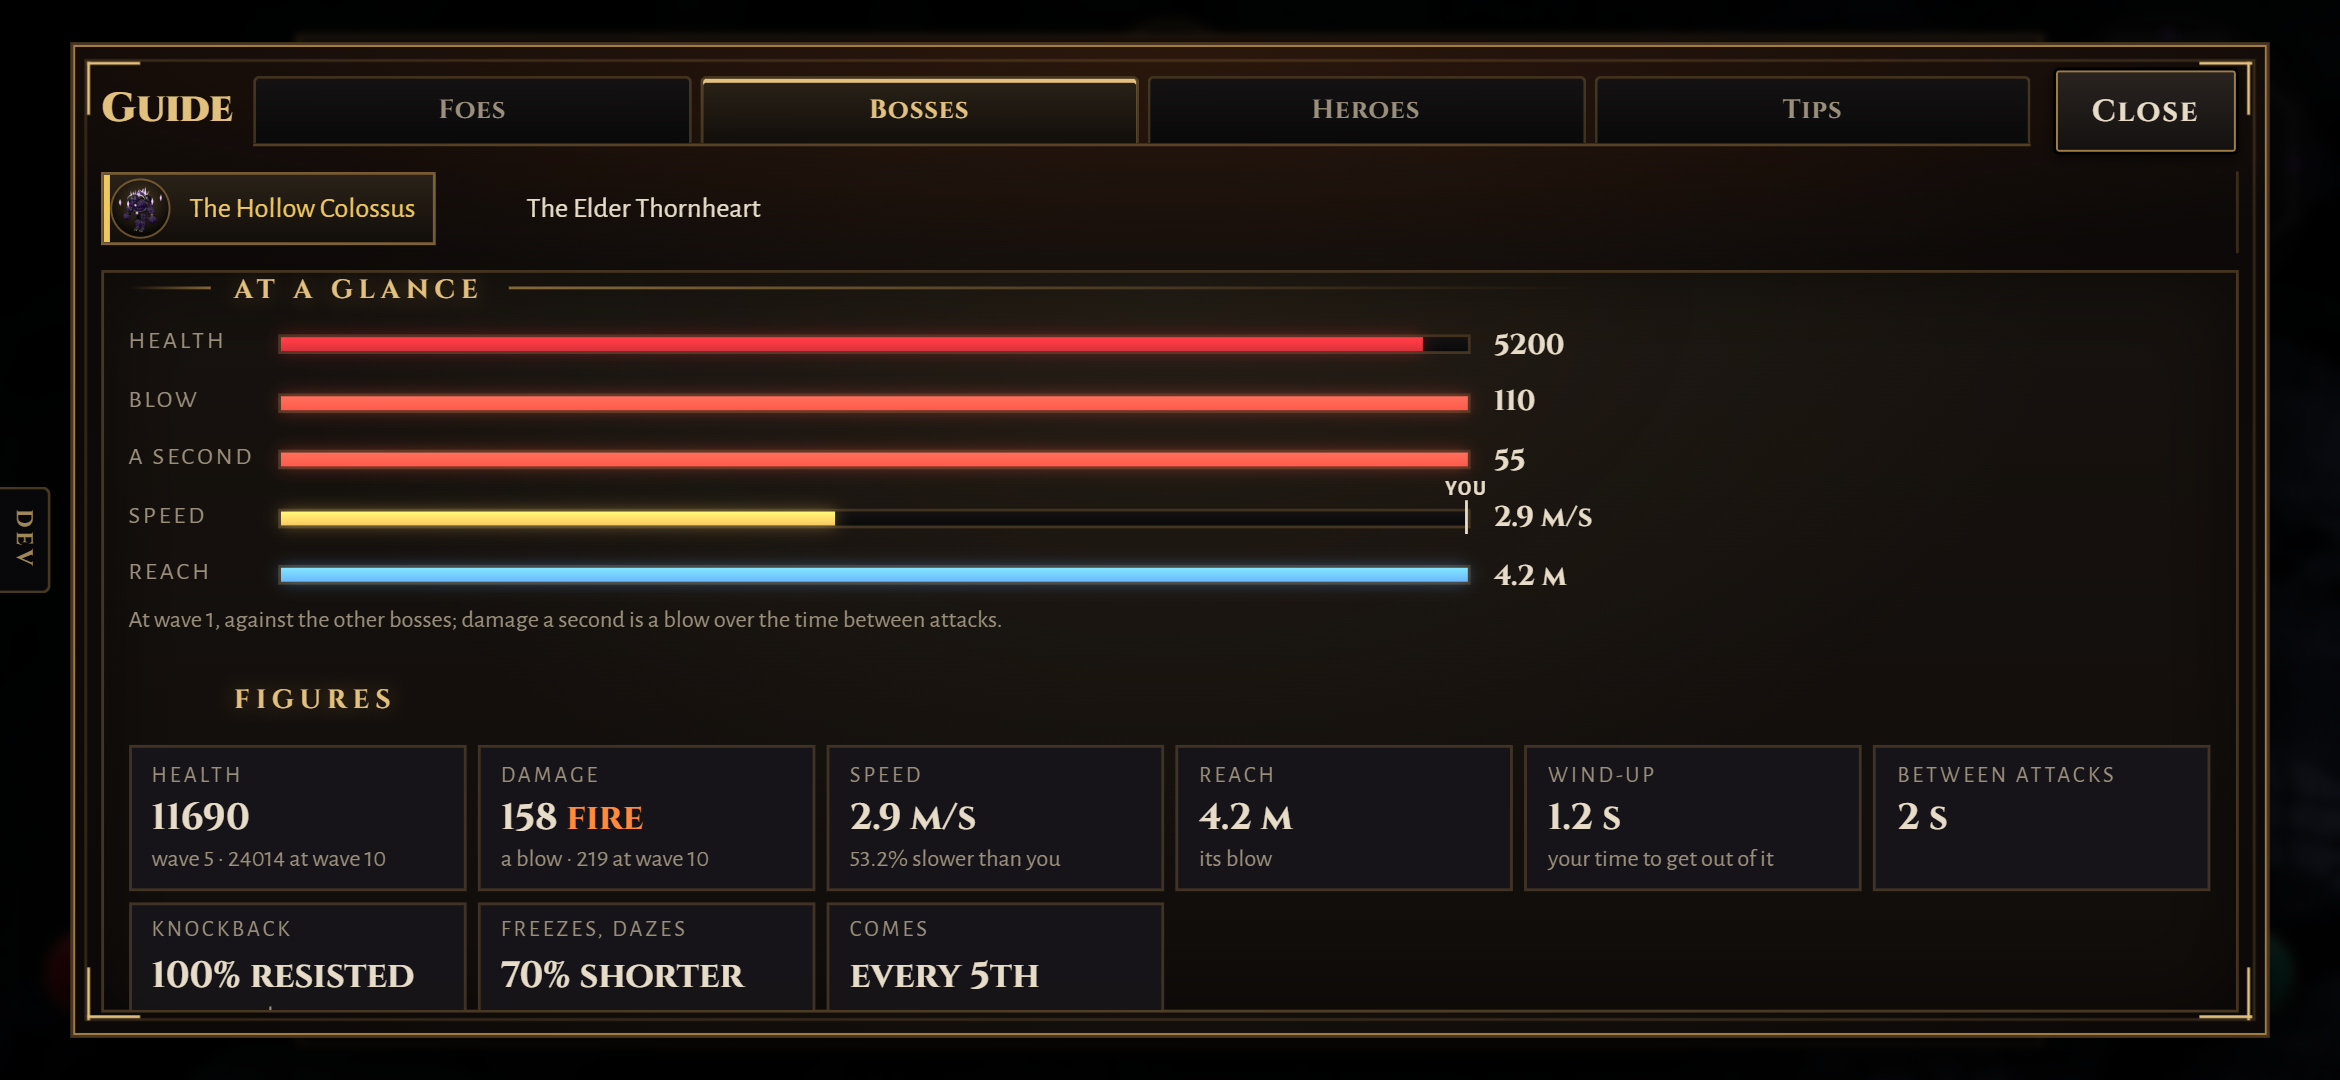 GUIDE
FOES
BOSSES
HEROES
TIPS
CLOSE
The Hollow Colossus
The Elder Thornheart
AT A GLANCE
HEALTH 5200
BLOW 110
A SECOND 55
YOU
SPEED 2.9 M/S
REACH 4.2 M
At wave 1, against the other bosses; damage a second is a blow over the time between attacks.
DEV
FIGURES
HEALTH
11690
wave 5 · 24014 at wave 10
DAMAGE
158 FIRE
a blow · 219 at wave 10
SPEED
2.9 M/S
53.2% slower than you
REACH
4.2 M
its blow
WIND-UP
1.2 S
your time to get out of it
BETWEEN ATTACKS
2 S
KNOCKBACK
100% RESISTED
FREEZES, DAZES
70% SHORTER
COMES
EVERY 5TH